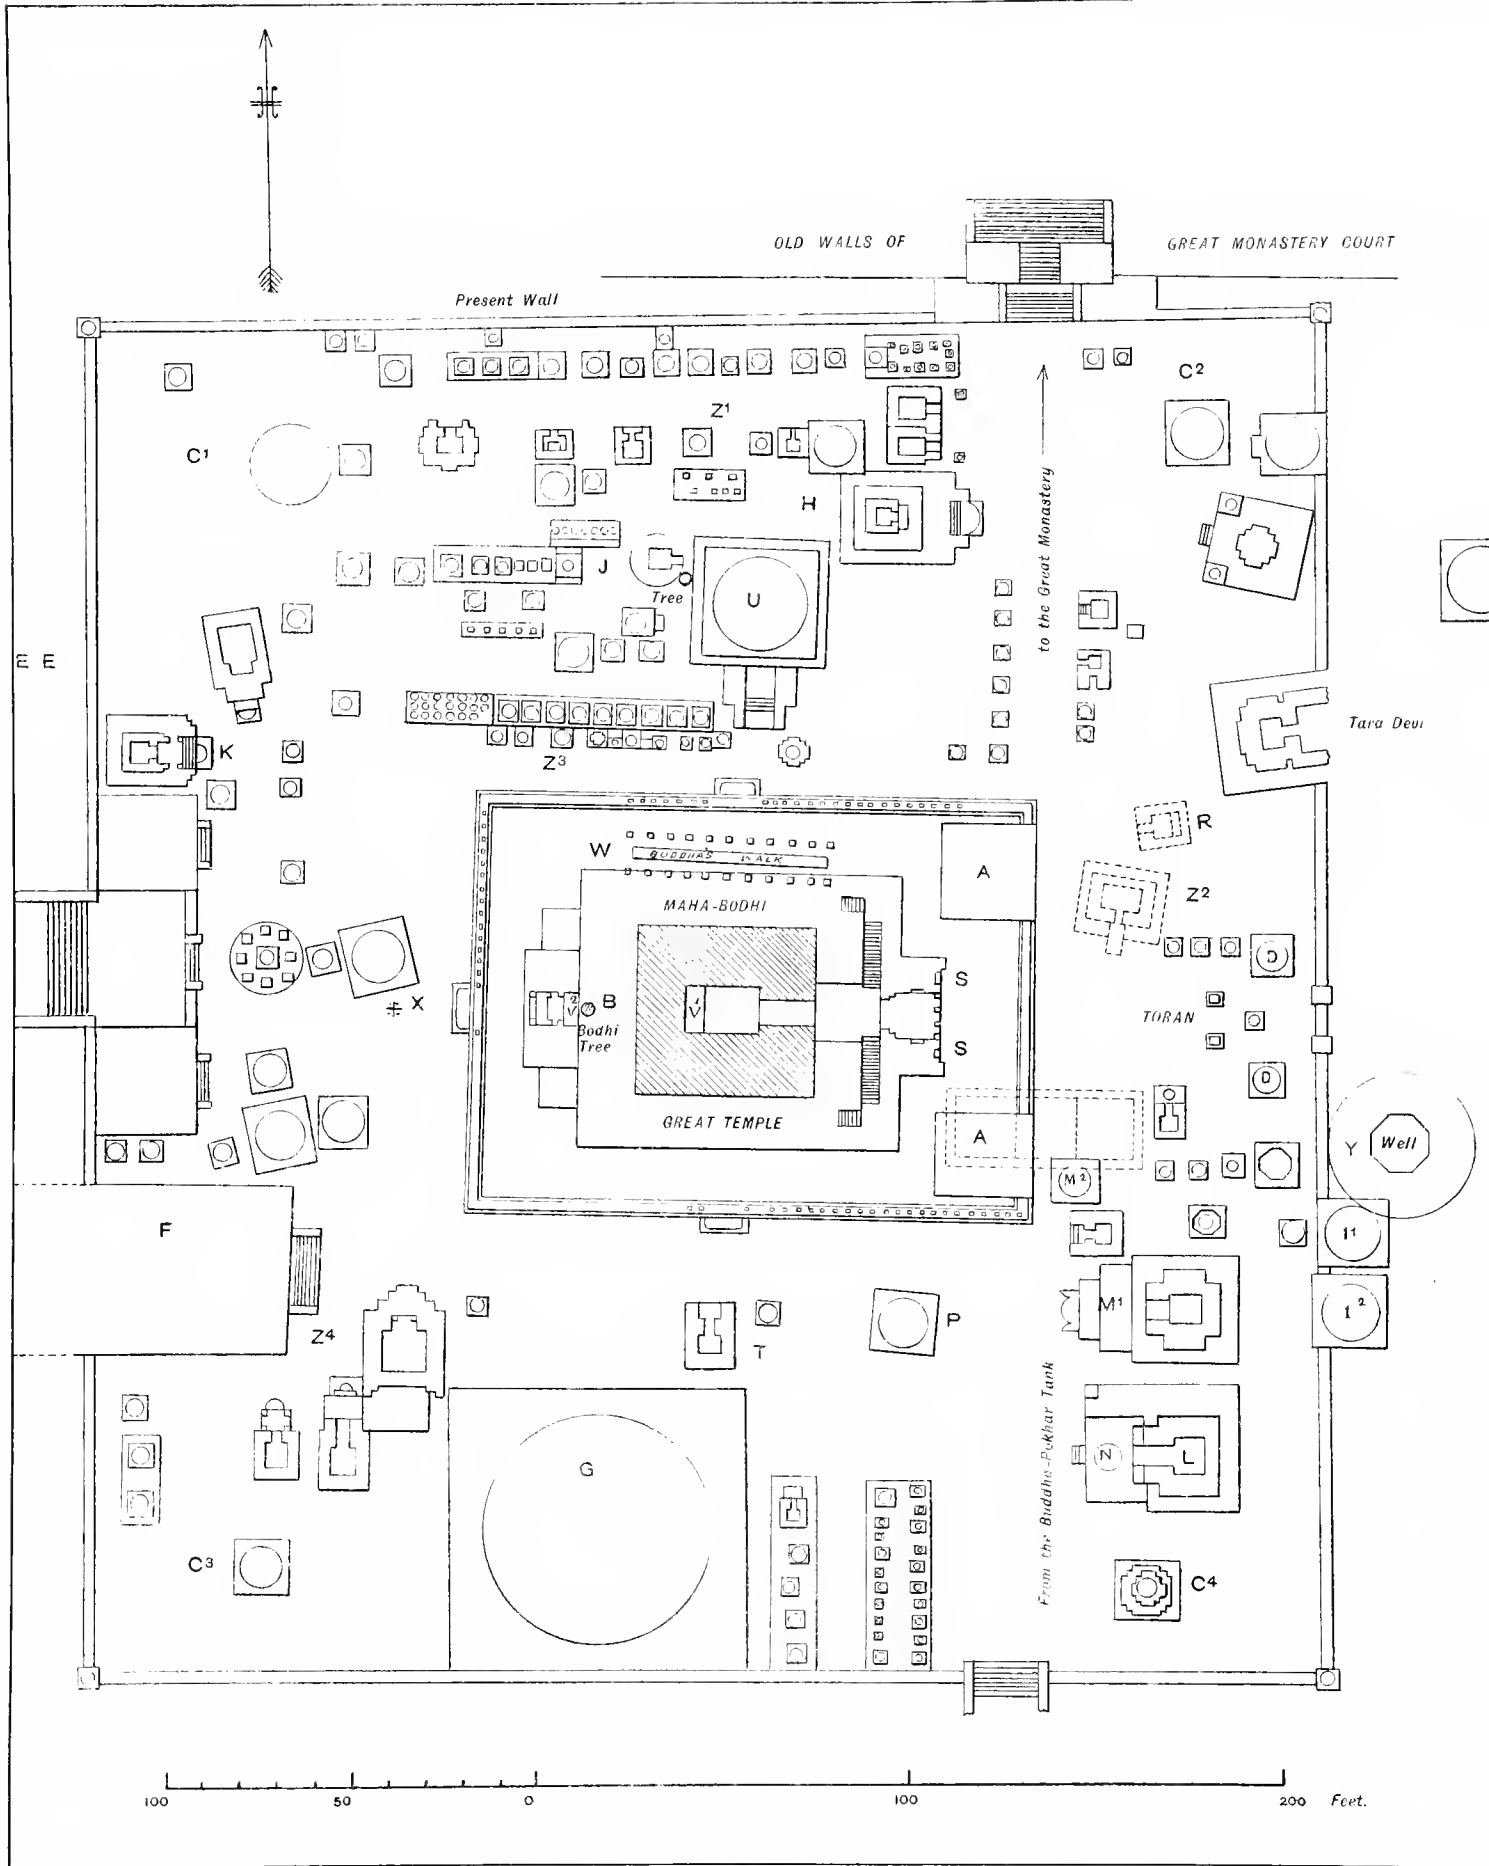 OLD WALLS OF
GREAT MONASTERY COURT
Present Wall
C²
Z¹
C¹
H
to the Great Monastery
J
Tree
U
E E
Tara Devi
K
Z³
R
W
BUDDHA'S WALK
A
Z²
MAHA-BODHI
D
S
X
B
V²
V¹
Bodhi
Tree
TORAN
S
D
GREAT TEMPLE
A
Y
Well
M²
F
I¹
M¹
I²
Z⁴
T
P
From the Buddha-Pokhar Tank
G
N
L
C³
C⁴
100
50
0
100
200
Feet.